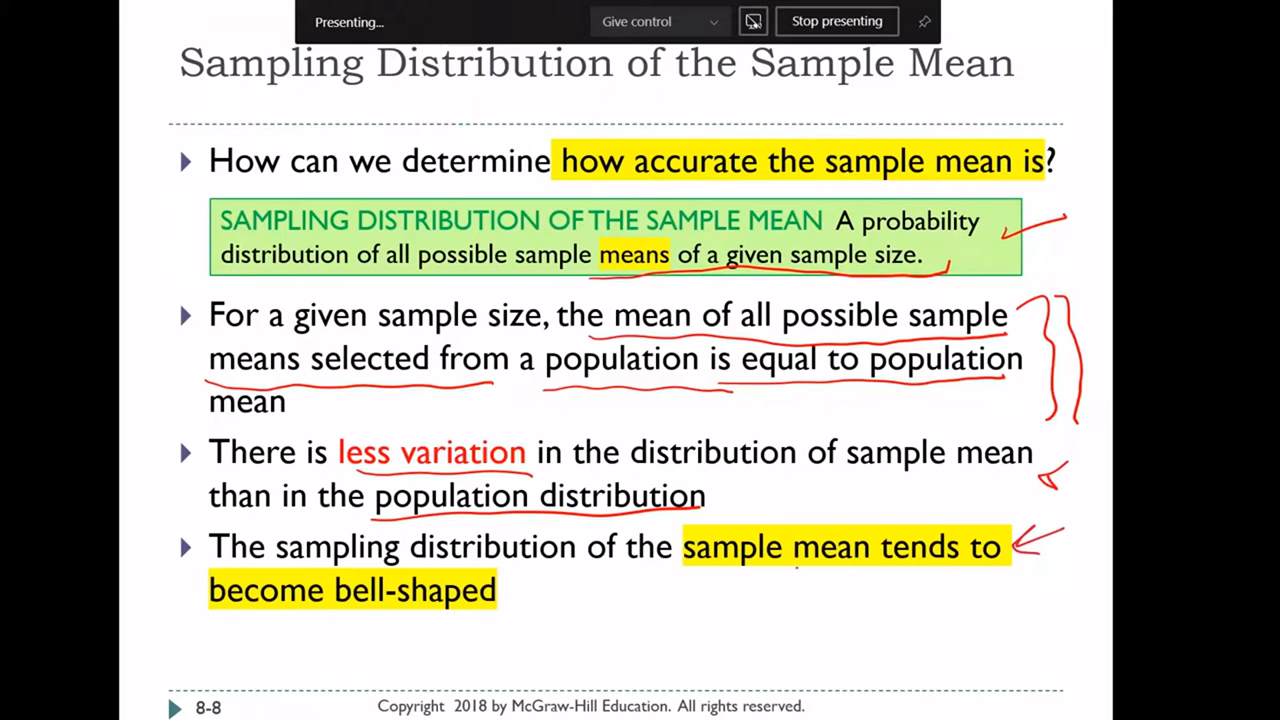 Presenting...
Give control
Stop presenting
Sampling Distribution of the Sample Mean
How can we determine how accurate the sample mean is?
SAMPLING DISTRIBUTION OF THE SAMPLE MEAN A probability
distribution of all possible sample means of a given sample size.
For a given sample size, the mean of all possible sample
means selected from a population is equal to population
mean
There is less variation in the distribution of sample mean
than in the population distribution
The sampling distribution of the sample mean tends to
become bell-shaped
8-8
Copyright 2018 by McGraw-Hill Education. All rights reserved.